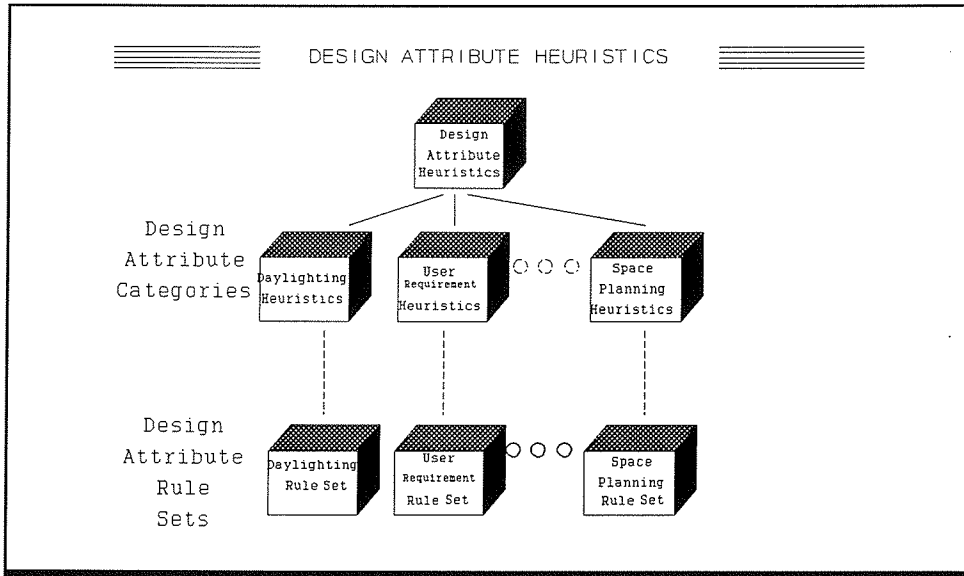 DESIGN ATTRIBUTE HEURISTICS
Design
Attribute
Heuristics
Design
Attribute
Categories
Daylighting
Heuristics
User
Requirement
Heuristics
Space
Planning
Heuristics
Design
Attribute
Rule
Sets
Daylighting
Rule Set
User
Requirement
Rule Set
Space
Planning
Rule Set